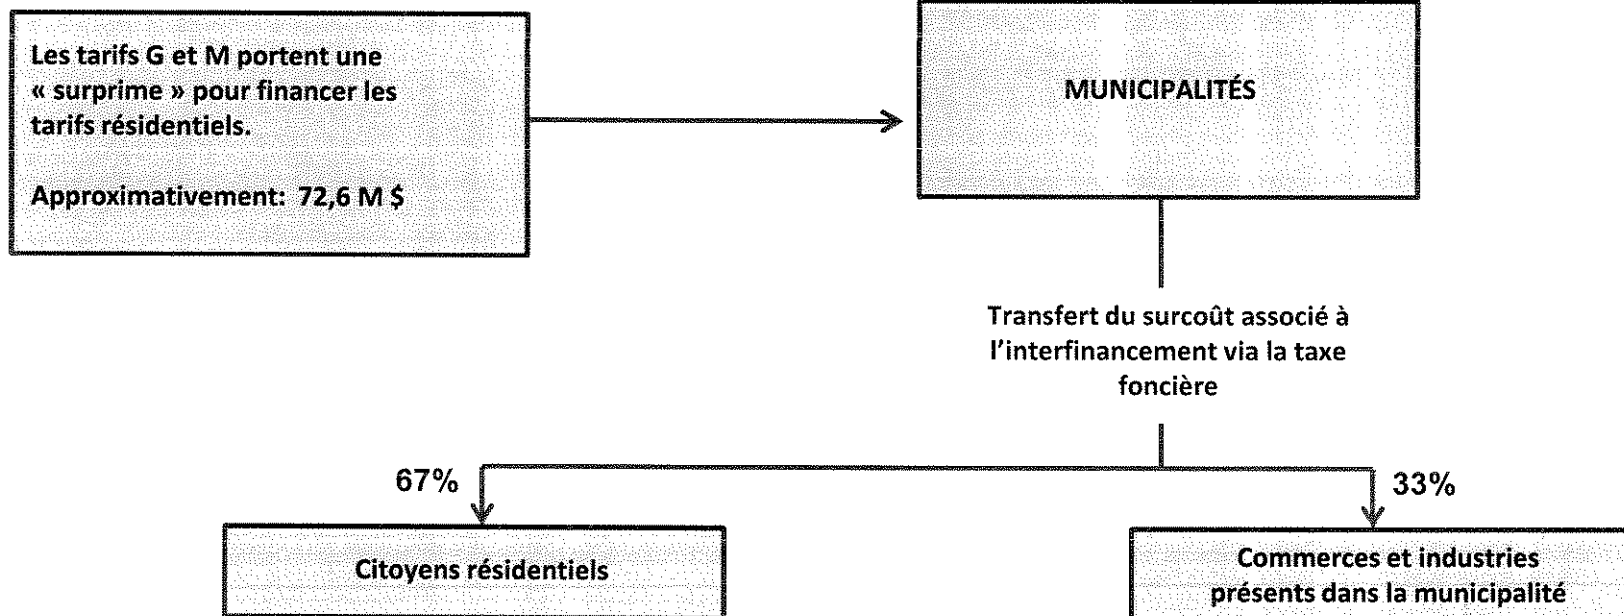 Les tarifs G et M portent une
« surprime » pour financer les
tarifs résidentiels.
Approximativement: 72,6 M $
MUNICIPALITÉS
Transfert du surcoût associé à
l'interfinancement via la taxe
foncière
67%
33%
Citoyens résidentiels
Commerces et industries
présents dans la municipalité